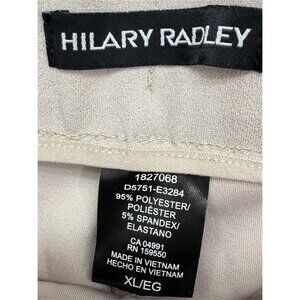 HILARY RADLEY
1827068
D5751-E3284
95% POLYESTER/
POLIÉSTER
5% SPANDEX/
ELASTANO
CA 04991
RN 159550
MADE IN VIETNAM
HECHO EN VIETNAM
XL/EG